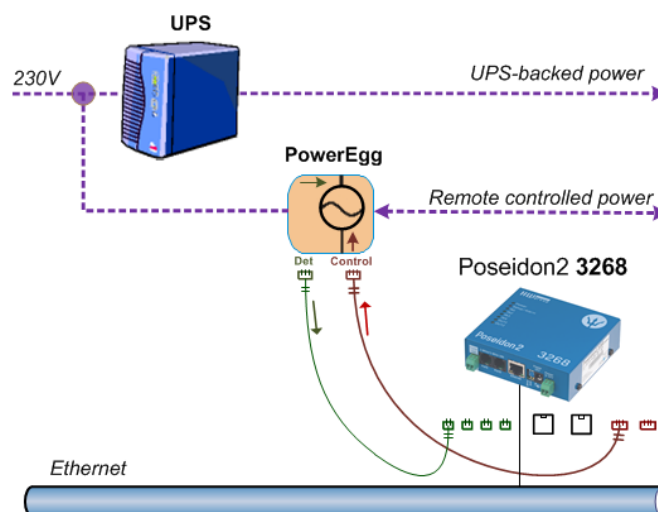 UPS
230V
UPS-backed power
PowerEgg
Remote controlled power
Det
Control
Poseidon2 3268
Poseidon2
3268
Ethernet